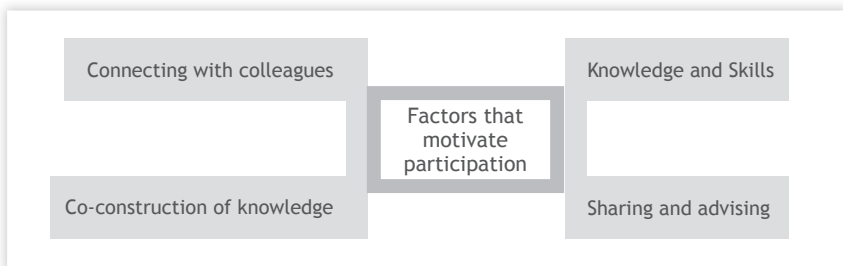 Connecting with colleagues
Knowledge and Skills
Factors that
motivate
participation
Co-construction of knowledge
Sharing and advising